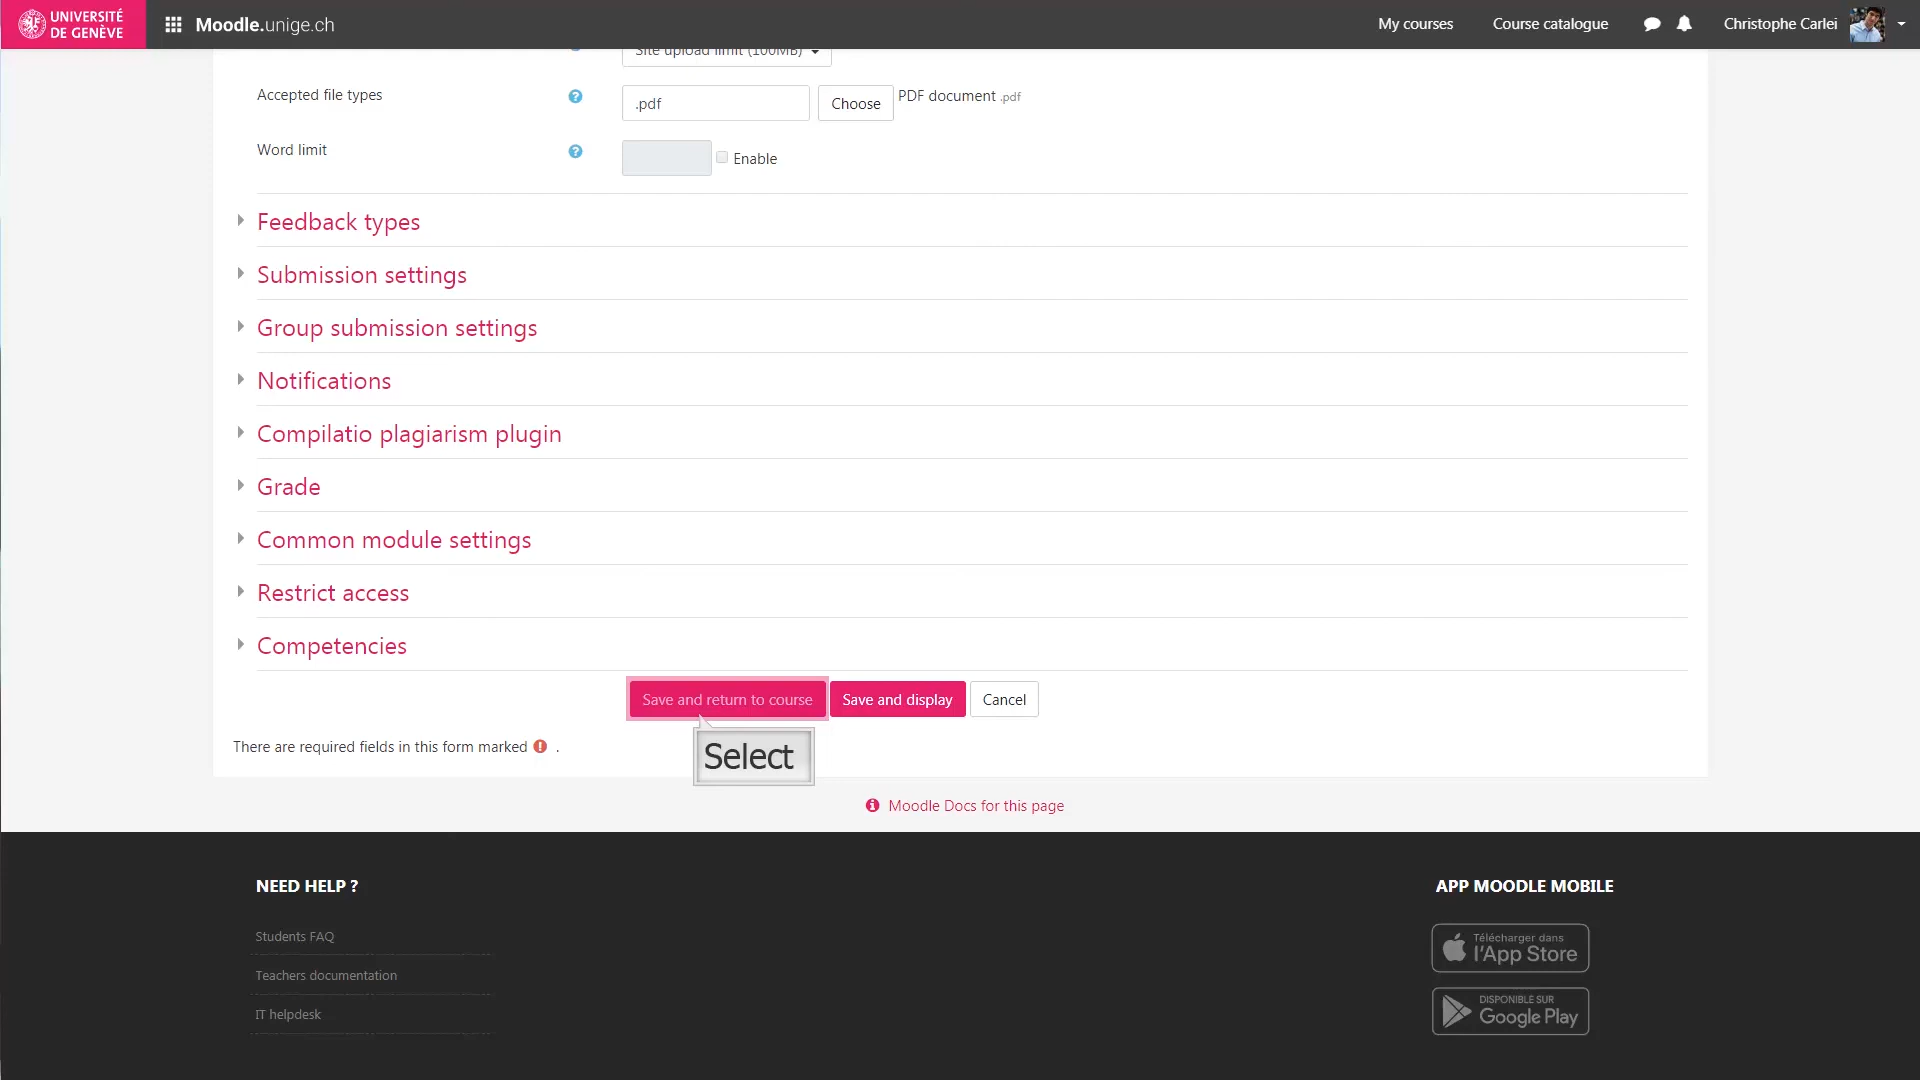 UNIVERSITÉ
DE GENÈVE
Moodle.unige.ch
My courses
Course catalogue
Christophe Carlei
Site upload limit (100MB)
Accepted file types
?
.pdf
Choose
PDF document .pdf
Word limit
?
Enable
Feedback types
Submission settings
Group submission settings
Notifications
Compilatio plagiarism plugin
Grade
Common module settings
Restrict access
Competencies
Save and return to course
Save and display
Cancel
Select
There are required fields in this form marked ! .
Moodle Docs for this page
NEED HELP ?
Students FAQ
Teachers documentation
IT helpdesk
APP MOODLE MOBILE
Télécharger dans
l'App Store
DISPONIBLE SUR
Google Play